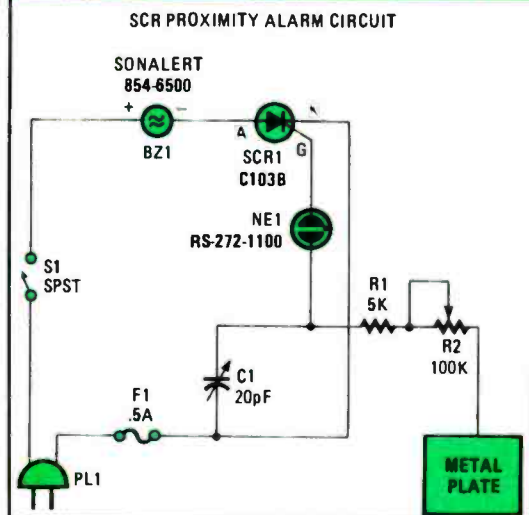 SCR PROXIMITY ALARM CIRCUIT
SONALERT
854-6500
+ −
BZ1
A
G
SCR1
C103B
NE1
RS-272-1100
S1
SPST
R1
5K
R2
100K
C1
20pF
F1
.5A
PL1
METAL
PLATE